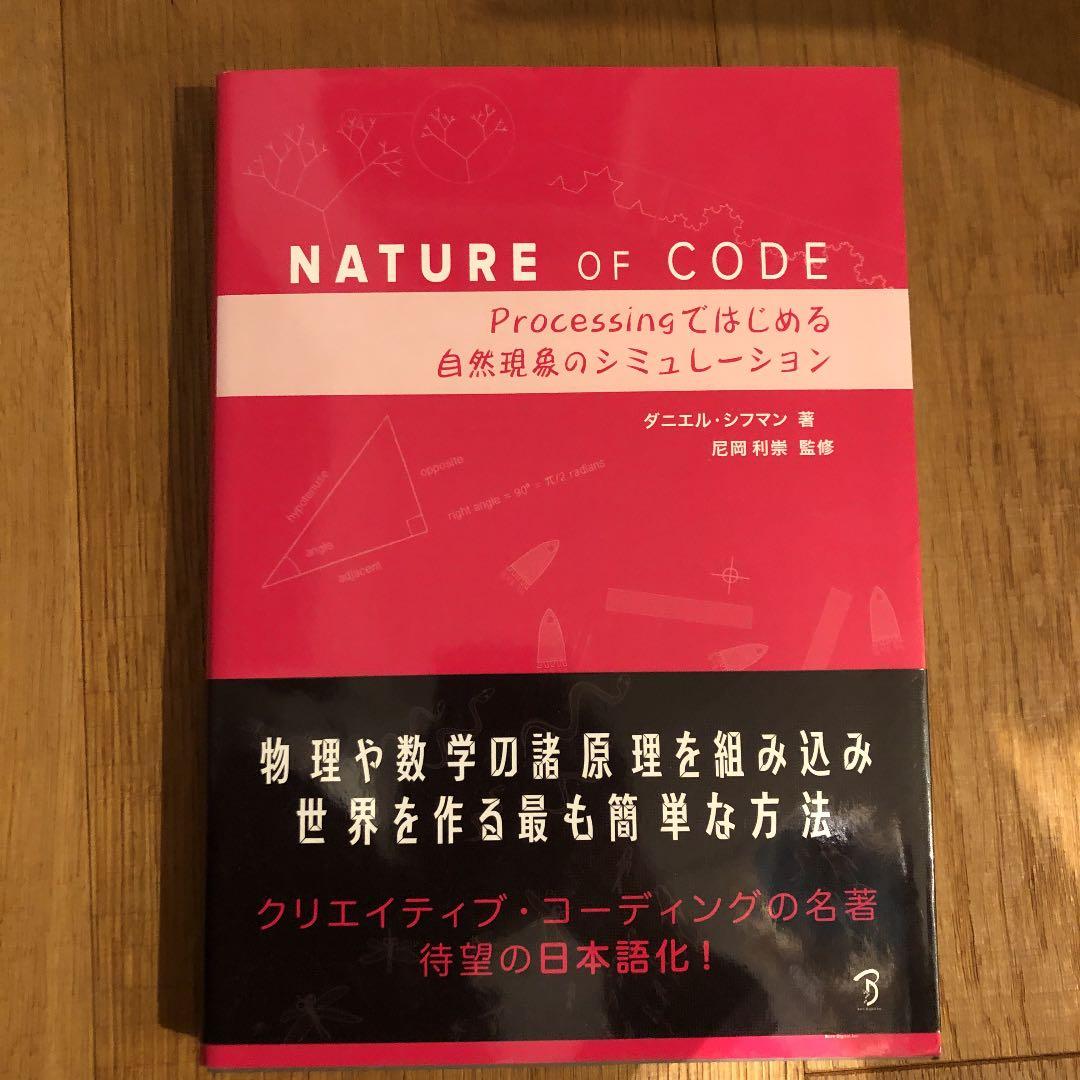 NATURE OF CODE
Processingではじめる
自然現象のシミュレーション
ダニエル・シフマン 著
尼岡 利崇 監修
hypotenuse
opposite
right angle = 90° = π/2 radians
angle
adjacent
物理や数学の諸原理を組み込み
世界を作る最も簡単な方法
クリエイティブ・コーディングの名著
待望の日本語化!
B